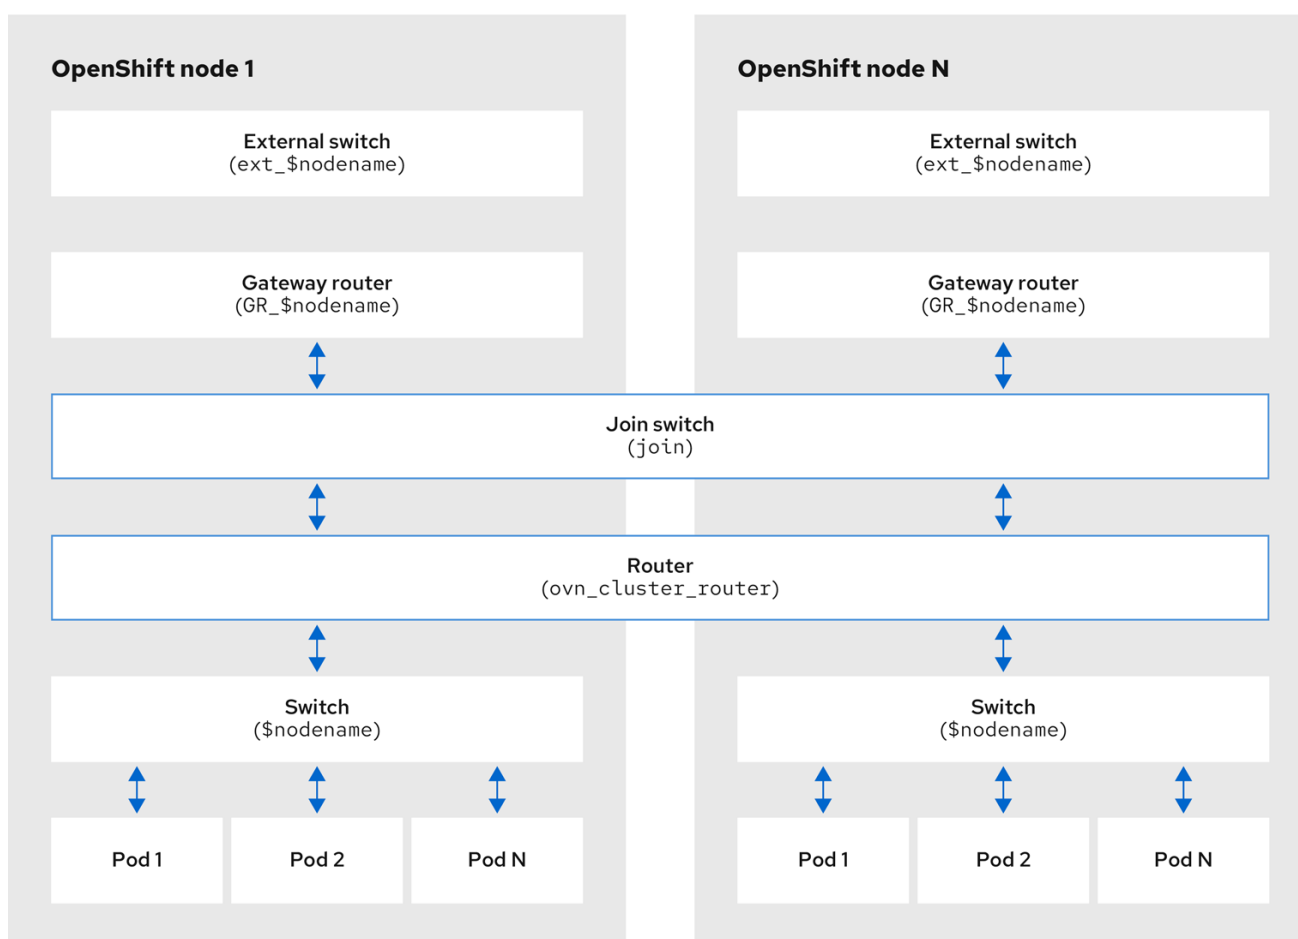 OpenShift node 1
External switch
(ext_$nodename)
Gateway router
(GR_$nodename)
OpenShift node N
External switch
(ext_$nodename)
Gateway router
(GR_$nodename)
Join switch
(join)
Router
(ovn_cluster_router)
Switch
($nodename)
Pod 1
Pod 2
Pod N
Switch
($nodename)
Pod 1
Pod 2
Pod N